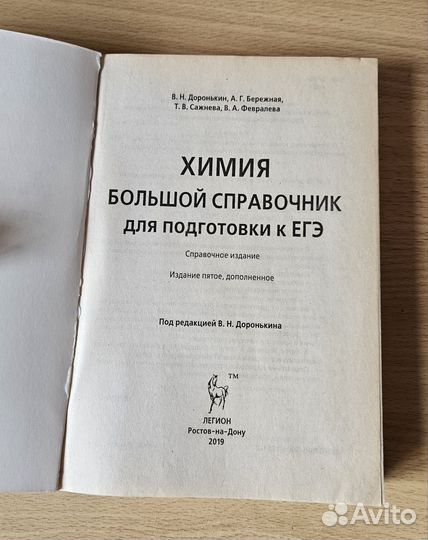 В. Н. Доронькин, А. Г. Бережная,
Т. В. Сажнева, В. А. Февралева
ХИМИЯ
БОЛЬШОЙ СПРАВОЧНИК
для подготовки к ЕГЭ
Справочное издание
Издание пятое, дополненное
Под редакцией В. Н. Доронькина
TM
ЛЕГИОН
Ростов-на-Дону
2019
Avito